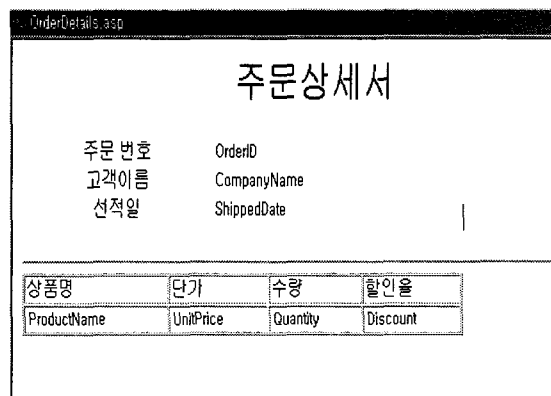 OrderDetails.asp
주문상세서
주문 번호 OrderID
고객이름 CompanyName
선적일 ShippedDate
상품명 단가 수량 할인율
ProductName UnitPrice Quantity Discount